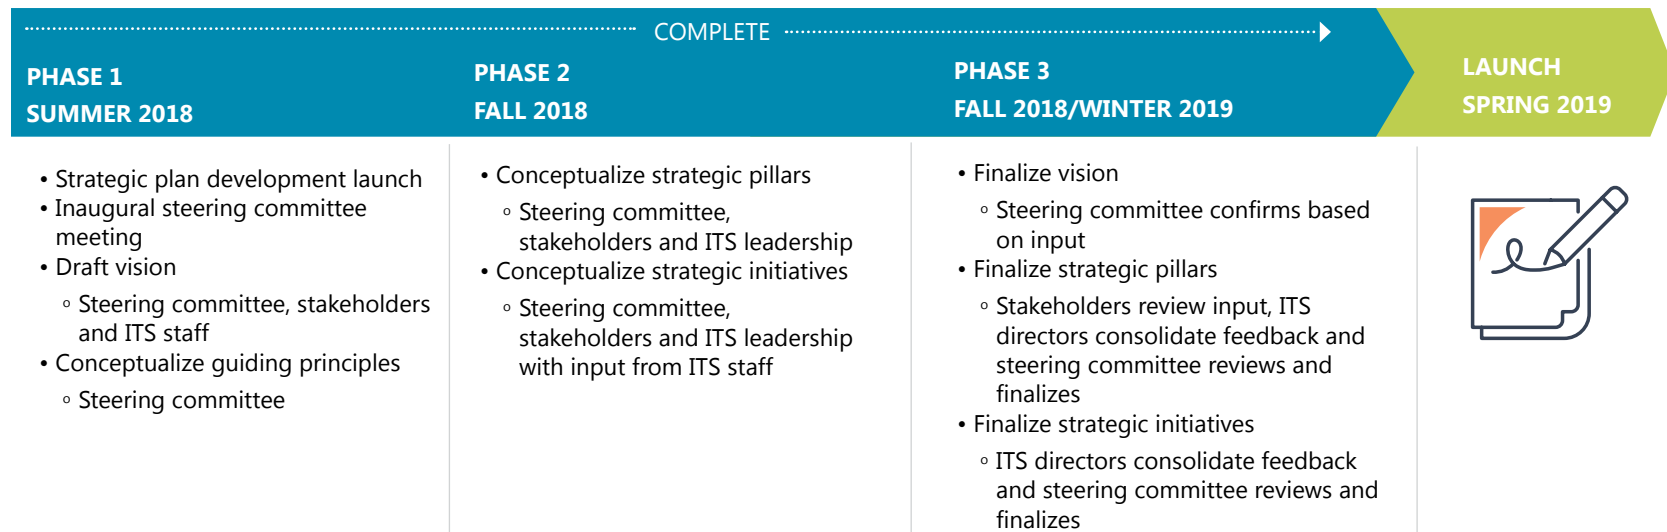 COMPLETE
PHASE 1
SUMMER 2018
• Strategic plan development launch
• Inaugural steering committee
meeting
• Draft vision
◦ Steering committee, stakeholders
and ITS staff
• Conceptualize guiding principles
◦ Steering committee
PHASE 2
FALL 2018
• Conceptualize strategic pillars
◦ Steering committee,
stakeholders and ITS leadership
• Conceptualize strategic initiatives
◦ Steering committee,
stakeholders and ITS leadership
with input from ITS staff
PHASE 3
FALL 2018/WINTER 2019
• Finalize vision
◦ Steering committee confirms based
on input
• Finalize strategic pillars
◦ Stakeholders review input, ITS
directors consolidate feedback and
steering committee reviews and
finalizes
• Finalize strategic initiatives
◦ ITS directors consolidate feedback
and steering committee reviews and
finalizes
LAUNCH
SPRING 2019